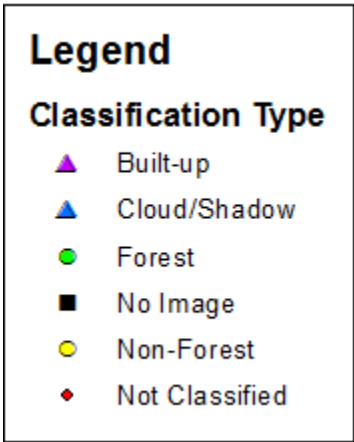 Legend
Classification Type
Built-up
Cloud/Shadow
Forest
No Image
Non-Forest
Not Classified